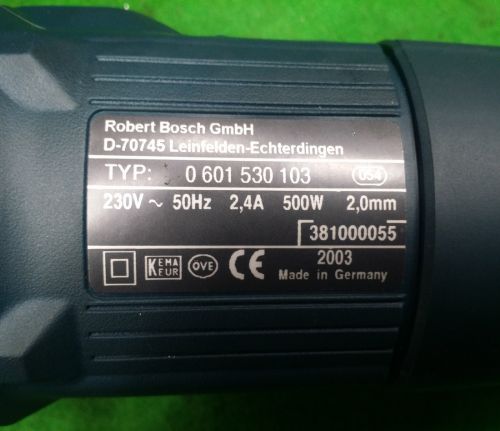 Robert Bosch GmbH
D-70745 Leinfelden-Echterdingen
TYP: 0 601 530 103 054
230V ~ 50Hz 2,4A 500W 2.0mm
381000055
KEMA KEUR ÖVE CE 2003
Made in Germany